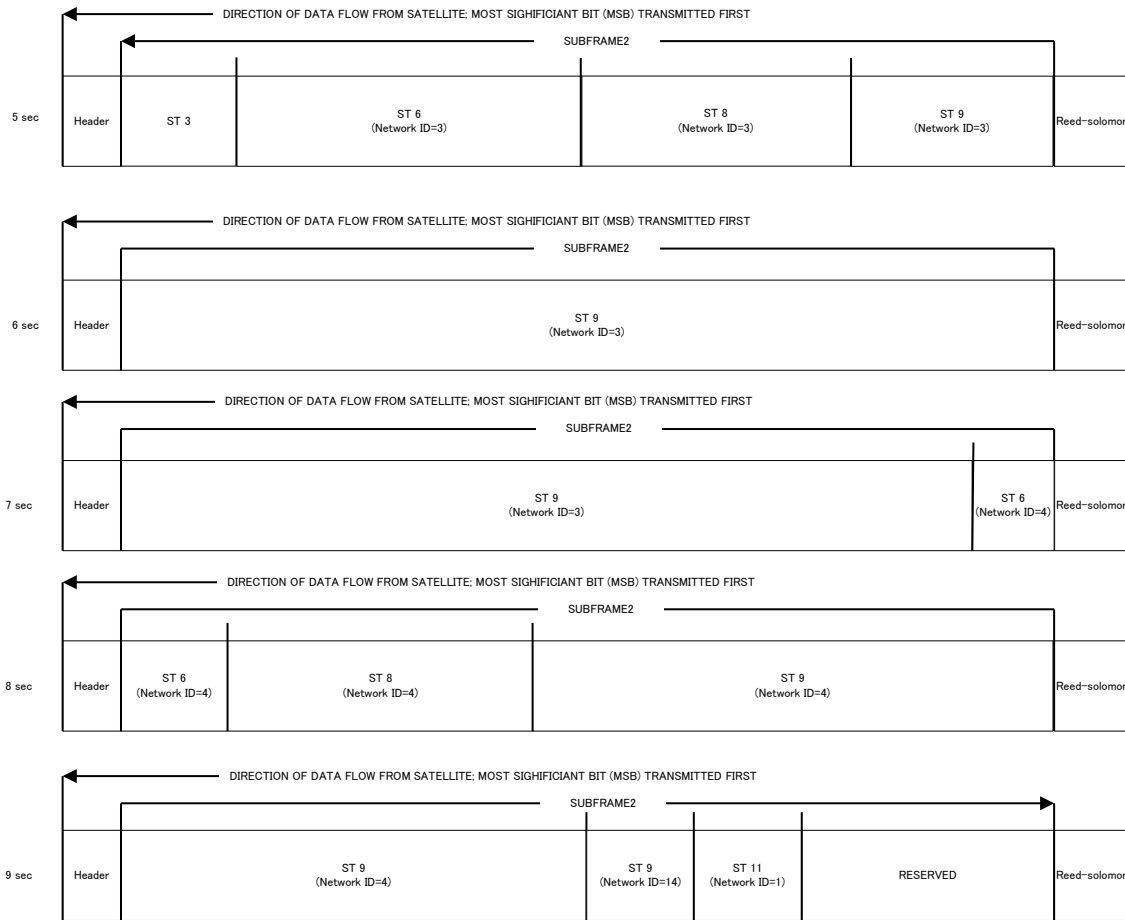 DIRECTION OF DATA FLOW FROM SATELLITE; MOST SIGHIFICIANT BIT (MSB) TRANSMITTED FIRST
SUBFRAME2
5 sec
Header
ST 3
ST 6
(Network ID=3)
ST 8
(Network ID=3)
ST 9
(Network ID=3)
Reed-solomon
DIRECTION OF DATA FLOW FROM SATELLITE; MOST SIGHIFICIANT BIT (MSB) TRANSMITTED FIRST
SUBFRAME2
6 sec
Header
ST 9
(Network ID=3)
Reed-solomon
DIRECTION OF DATA FLOW FROM SATELLITE; MOST SIGHIFICIANT BIT (MSB) TRANSMITTED FIRST
SUBFRAME2
7 sec
Header
ST 9
(Network ID=3)
ST 6
(Network ID=4)
Reed-solomon
DIRECTION OF DATA FLOW FROM SATELLITE; MOST SIGHIFICIANT BIT (MSB) TRANSMITTED FIRST
SUBFRAME2
8 sec
Header
ST 6
(Network ID=4)
ST 8
(Network ID=4)
ST 9
(Network ID=4)
Reed-solomon
DIRECTION OF DATA FLOW FROM SATELLITE; MOST SIGHIFICIANT BIT (MSB) TRANSMITTED FIRST
SUBFRAME2
9 sec
Header
ST 9
(Network ID=4)
ST 9
(Network ID=14)
ST 11
(Network ID=1)
RESERVED
Reed-solomon